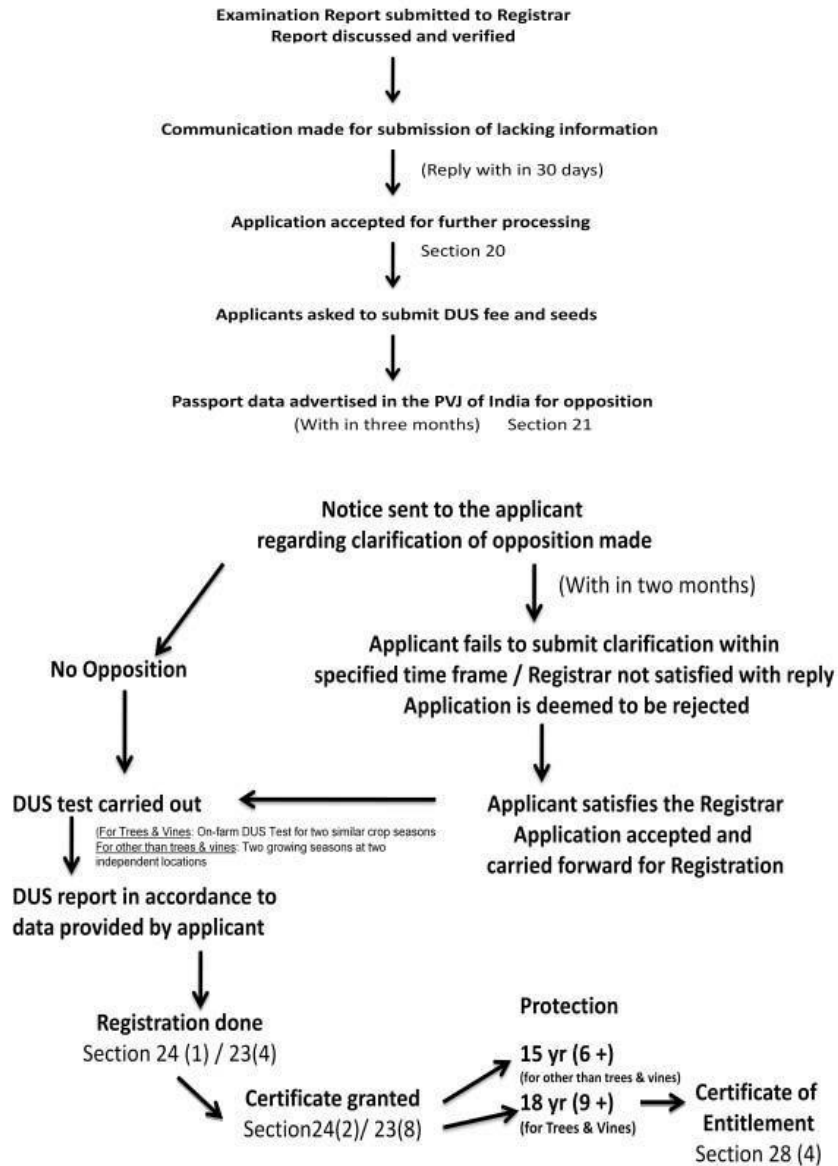 Examination Report submitted to Registrar
Report discussed and verified
Communication made for submission of lacking information
(Reply with in 30 days)
Application accepted for further processing
Section 20
Applicants asked to submit DUS fee and seeds
Passport data advertised in the PVJ of India for opposition
(With in three months) Section 21
Notice sent to the applicant
regarding clarification of opposition made
(With in two months)
No Opposition
Applicant fails to submit clarification within
specified time frame / Registrar not satisfied with reply
Application is deemed to be rejected
DUS test carried out
(For Trees & Vines: On-farm DUS Test for two similar crop seasons
For other than trees & vines: Two growing seasons at two
independent locations
Applicant satisfies the Registrar
Application accepted and
carried forward for Registration
DUS report in accordance to
data provided by applicant
Registration done
Section 24 (1) / 23(4)
Certificate granted
Section24(2)/ 23(8)
Protection
15 yr (6 +)
(for other than trees & vines)
18 yr (9 +)
(for Trees & Vines)
Certificate of
Entitlement
Section 28 (4)